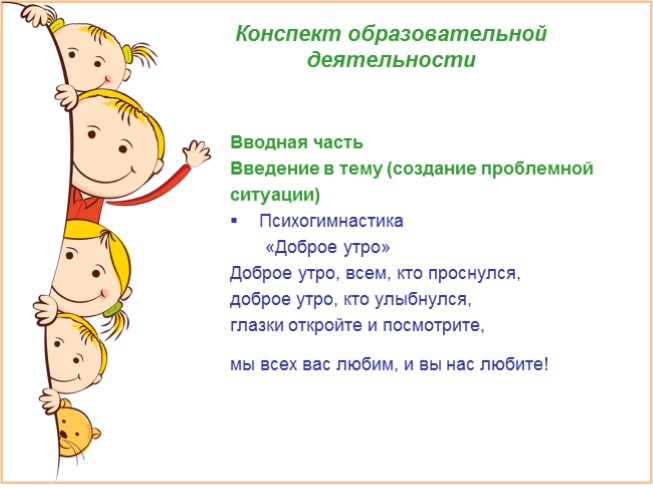 Конспект образовательной
деятельности
Вводная часть
Введение в тему (создание проблемной
ситуации)
▪ Психогимнастика
«Доброе утро»
Доброе утро, всем, кто проснулся,
доброе утро, кто улыбнулся,
глазки откройте и посмотрите,
мы всех вас любим, и вы нас любите!